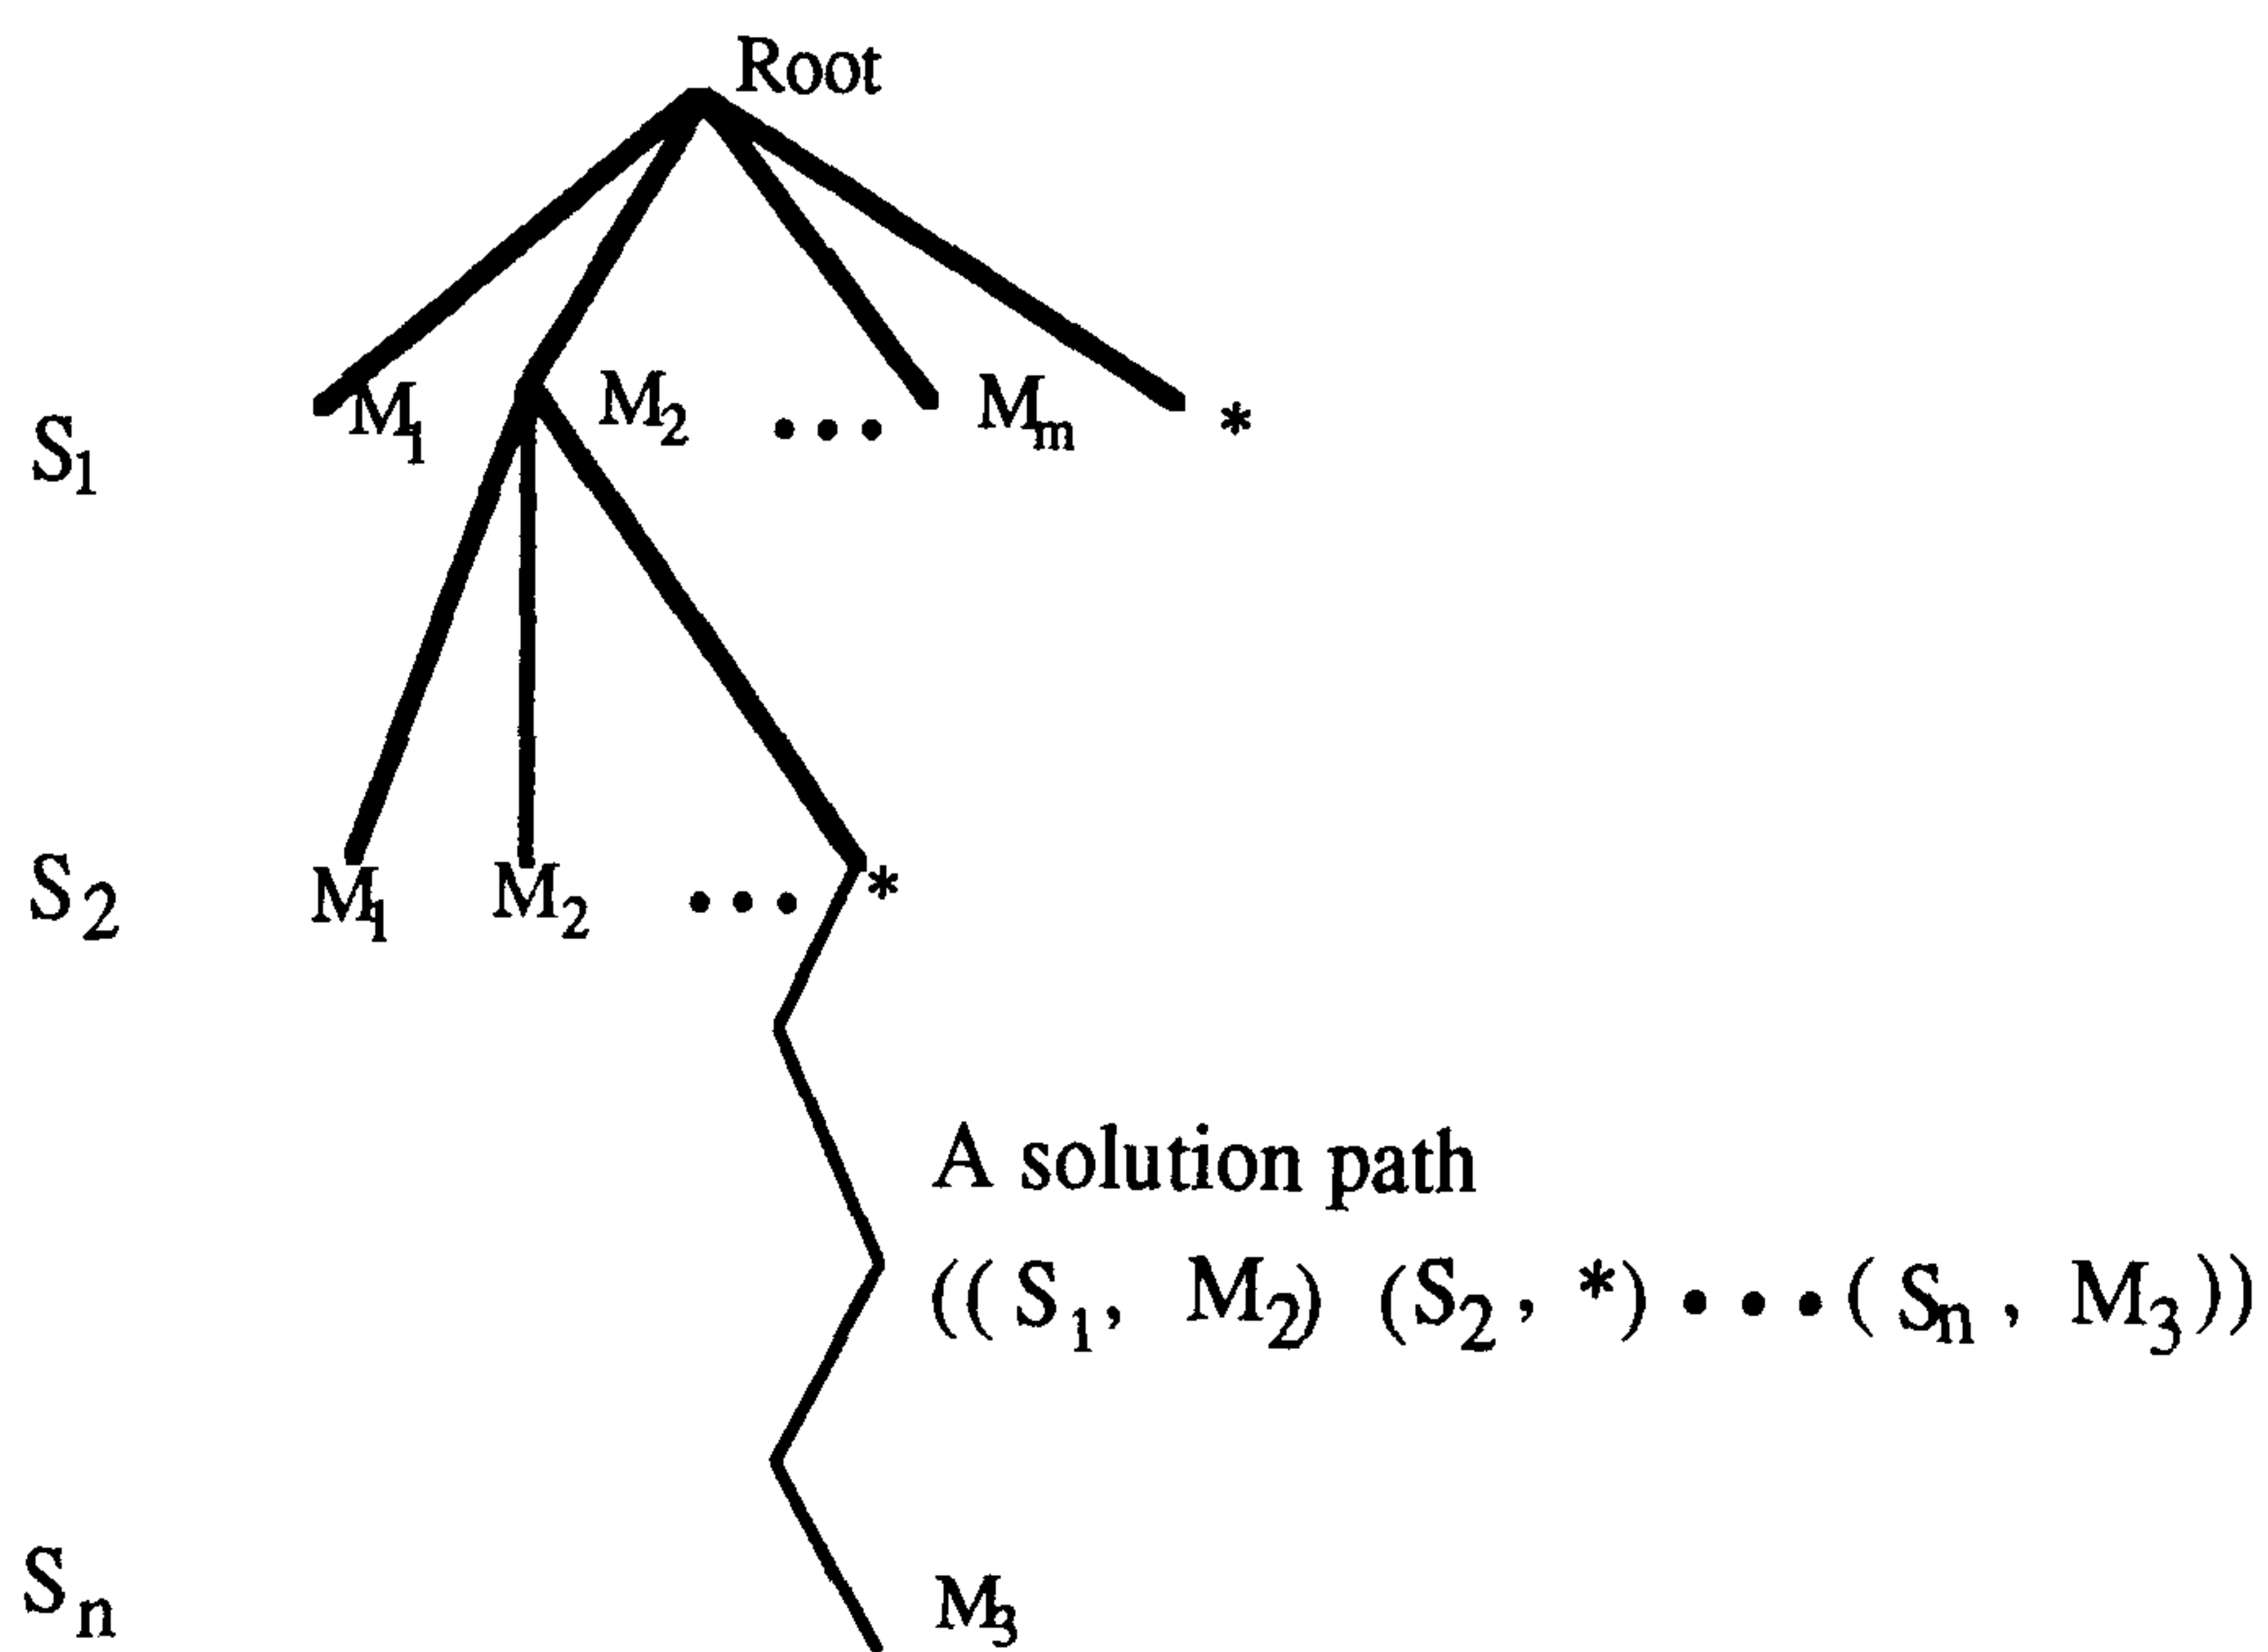 Root
S1 M1 M2 ••• Mm *
S2 M1 M2 ••• *
A solution path
((S1, M2) (S2, *) •••(Sn, M3))
Sn M3